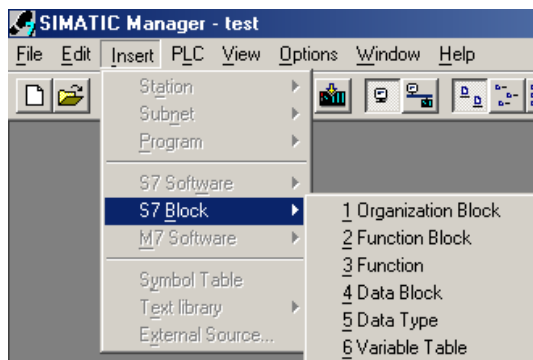 SIMATIC Manager - test
File Edit Insert PLC View Options Window Help
Station
Subnet
Program
S7 Software
S7 Block
M7 Software
Symbol Table
Text library
External Source...
1 Organization Block
2 Function Block
3 Function
4 Data Block
5 Data Type
6 Variable Table